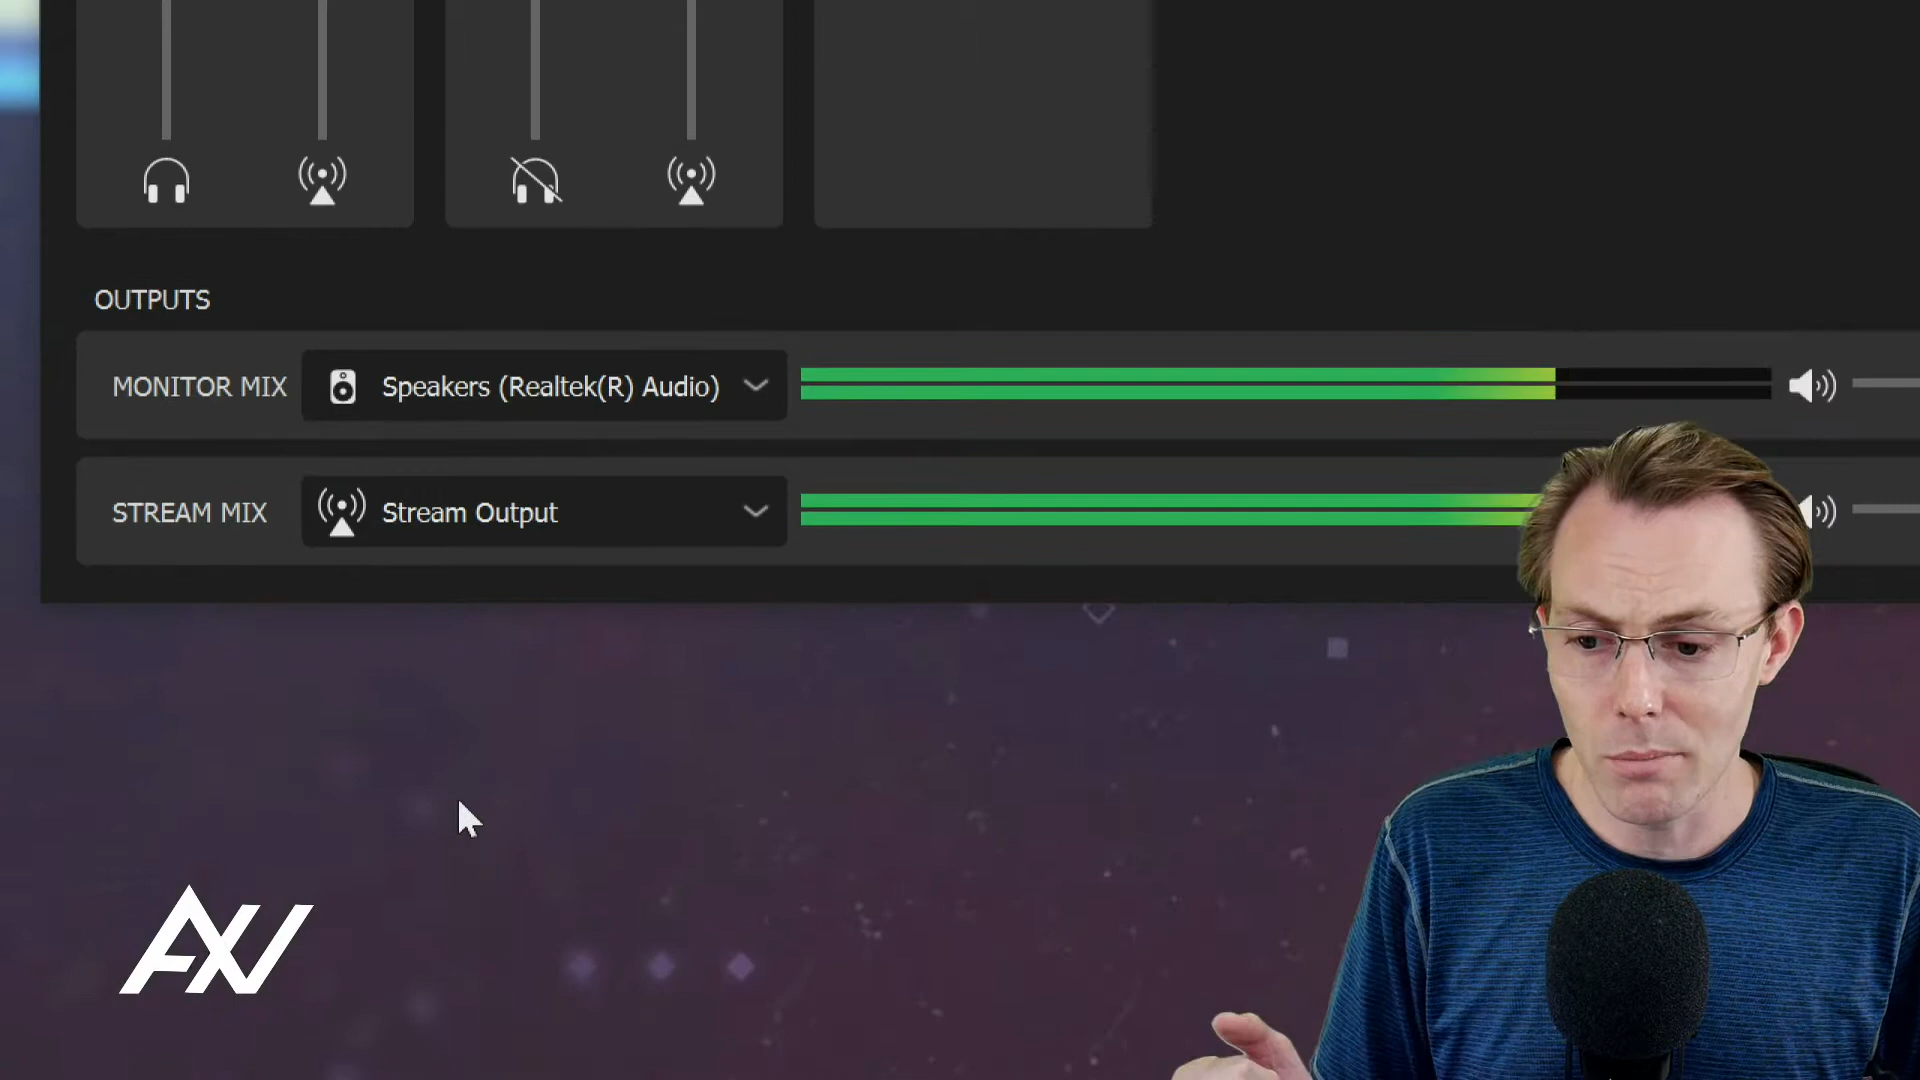 OUTPUTS
MONITOR MIX Speakers (Realtek(R) Audio)
STREAM MIX Stream Output